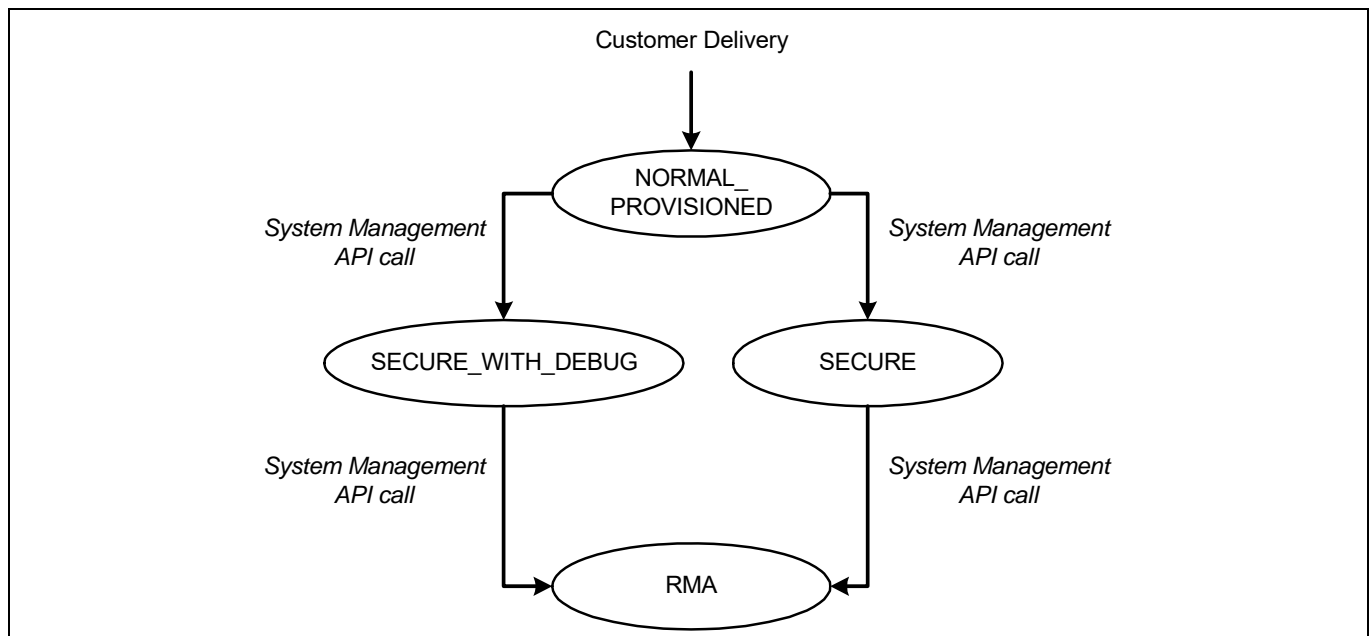 Customer Delivery
NORMAL_
PROVISIONED
System Management
API call
System Management
API call
SECURE_WITH_DEBUG
SECURE
System Management
API call
System Management
API call
RMA